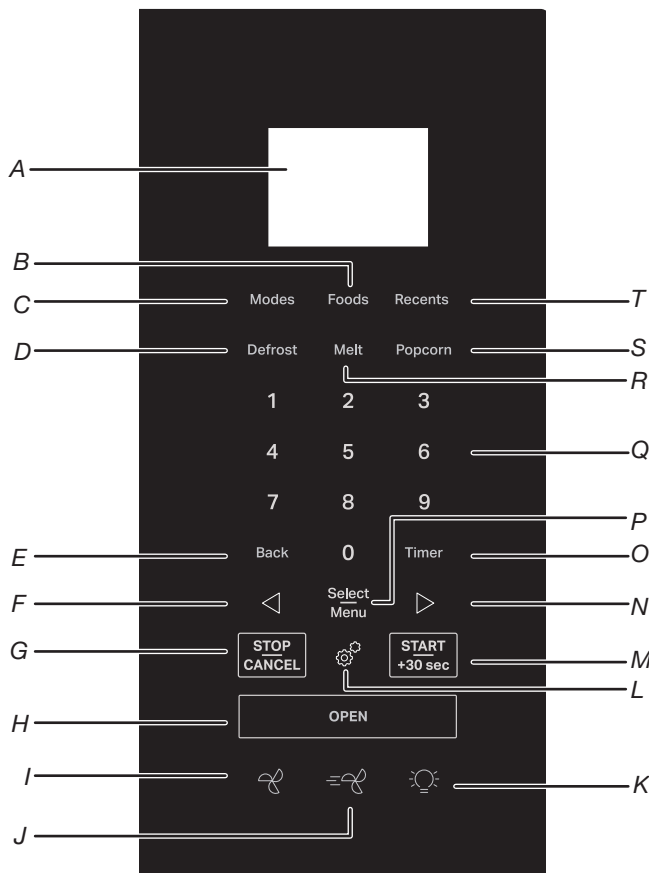 A
B
C Modes Foods Recents T
D Defrost Melt Popcorn S
R
1 2 3
4 5 6 Q
7 8 9
P
E Back 0 Timer O
F Select N
Menu
G STOP START M
CANCEL +30 sec
L
H OPEN
I K
J